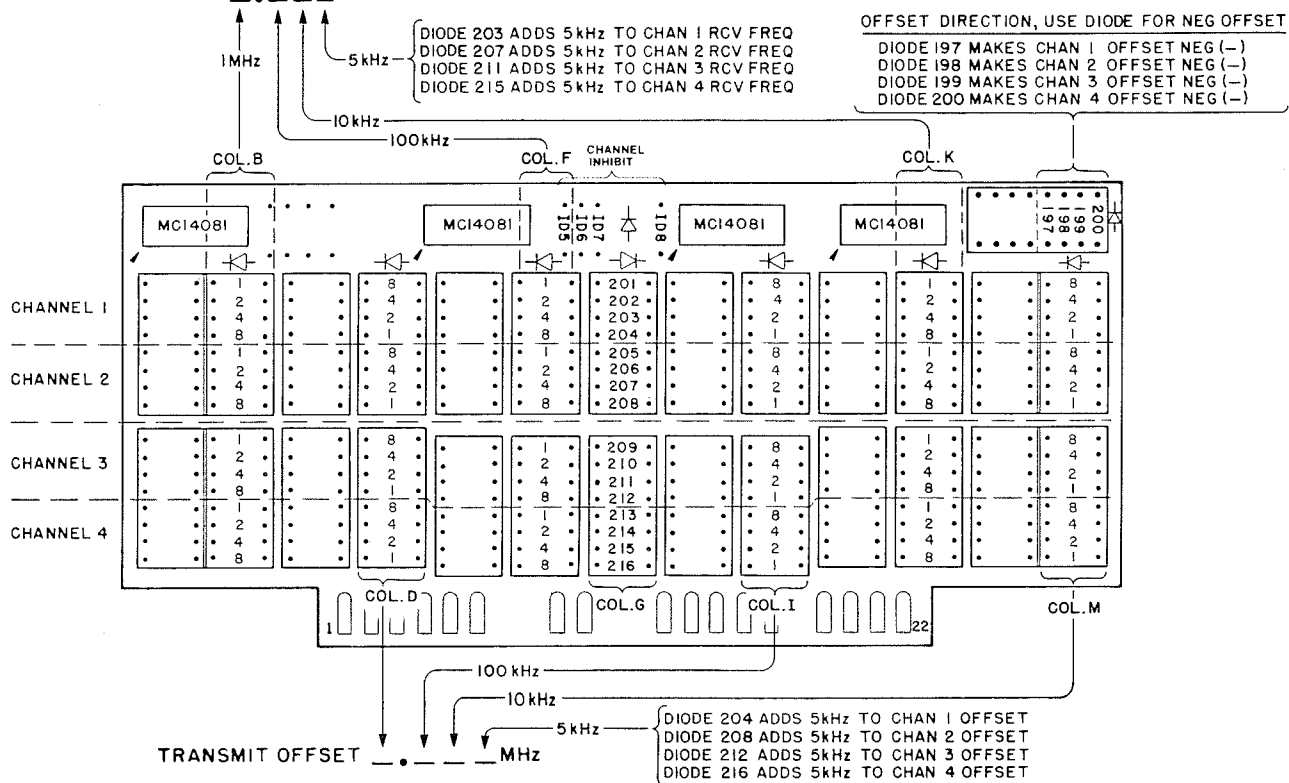 DIODE 203 ADDS 5kHz TO CHAN 1 RCV FREQ
DIODE 207 ADDS 5kHz TO CHAN 2 RCV FREQ
DIODE 211 ADDS 5kHz TO CHAN 3 RCV FREQ
DIODE 215 ADDS 5kHz TO CHAN 4 RCV FREQ
OFFSET DIRECTION, USE DIODE FOR NEG OFFSET
DIODE 197 MAKES CHAN 1 OFFSET NEG (–)
DIODE 198 MAKES CHAN 2 OFFSET NEG (–)
DIODE 199 MAKES CHAN 3 OFFSET NEG (–)
DIODE 200 MAKES CHAN 4 OFFSET NEG (–)
1MHz
5kHz
10kHz
100kHz
COL.B
COL.F
CHANNEL
INHIBIT
COL.K
MC14081
MC14081
ID5
ID6
ID7
ID8
MC14081
MC14081
197
198
199
200
CHANNEL 1
1 8 1 201 8 1 8
2 4 2 202 4 2 4
4 2 4 203 2 4 2
8 1 8 204 1 8 1
CHANNEL 2
1 8 1 205 8 1 8
2 4 2 206 4 2 4
4 2 4 207 2 4 2
8 1 8 208 1 8 1
CHANNEL 3
1 8 1 209 8 1 8
2 4 2 210 4 2 4
4 2 4 211 2 4 2
8 1 8 212 1 8 1
CHANNEL 4
1 8 1 213 8 1 8
2 4 2 214 4 2 4
4 2 4 215 2 4 2
8 1 8 216 1 8 1
COL.D
COL.G
COL.I
COL.M
1
22
100kHz
10kHz
5kHz
DIODE 204 ADDS 5kHz TO CHAN 1 OFFSET
DIODE 208 ADDS 5kHz TO CHAN 2 OFFSET
DIODE 212 ADDS 5kHz TO CHAN 3 OFFSET
DIODE 216 ADDS 5kHz TO CHAN 4 OFFSET
TRANSMIT OFFSET _._ _ _ MHz